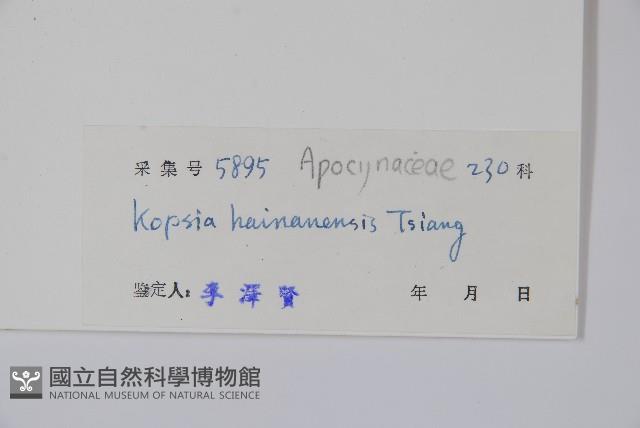 采集号 5895 Apocynaceae 230 科
Kopsia hainanensis Tsiang
鉴定人: 李澤賢 年 月 日
國立自然科學博物館
NATIONAL MUSEUM OF NATURAL SCIENCE